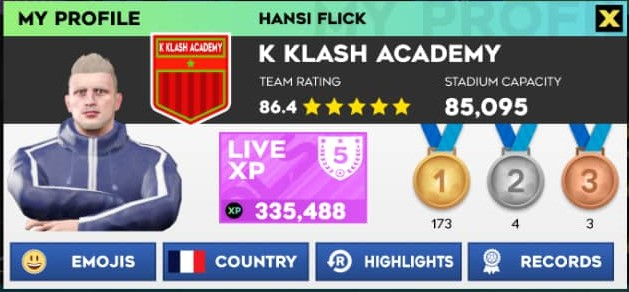 MY PROFILE
HANSI FLICK
X
K KLASH ACADEMY
K KLASH ACADEMY
TEAM RATING
STADIUM CAPACITY
86.4
85,095
LIVE XP
5
XP 335,488
1
2
3
173
4
3
EMOJIS
COUNTRY
R HIGHLIGHTS
RECORDS